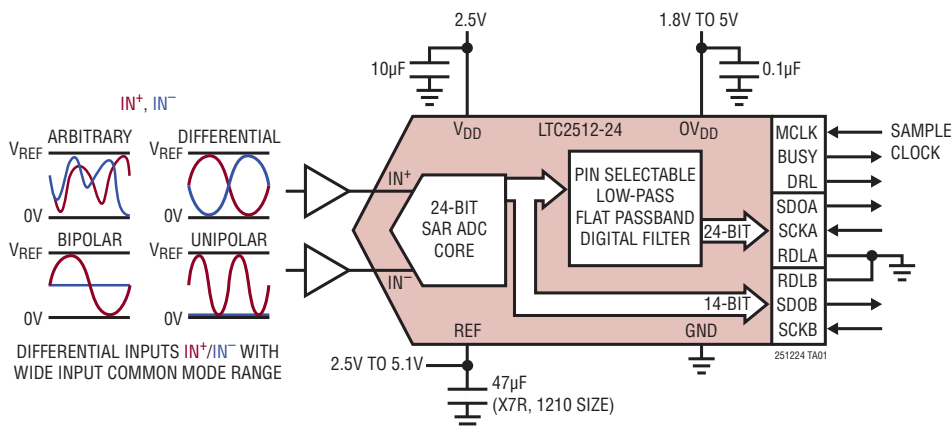 2.5V
1.8V TO 5V
10µF
0.1µF
IN+, IN−
ARBITRARY
DIFFERENTIAL
VREF
VREF
0V
0V
BIPOLAR
UNIPOLAR
VREF
VREF
0V
0V
DIFFERENTIAL INPUTS IN+/IN− WITH
WIDE INPUT COMMON MODE RANGE
VDD
LTC2512-24
OVDD
IN+
IN−
24-BIT
SAR ADC
CORE
PIN SELECTABLE
LOW-PASS
FLAT PASSBAND
DIGITAL FILTER
24-BIT
14-BIT
REF
GND
MCLK
BUSY
DRL
SDOA
SCKA
RDLA
RDLB
SDOB
SCKB
SAMPLE
CLOCK
251224 TA01
2.5V TO 5.1V
47µF
(X7R, 1210 SIZE)